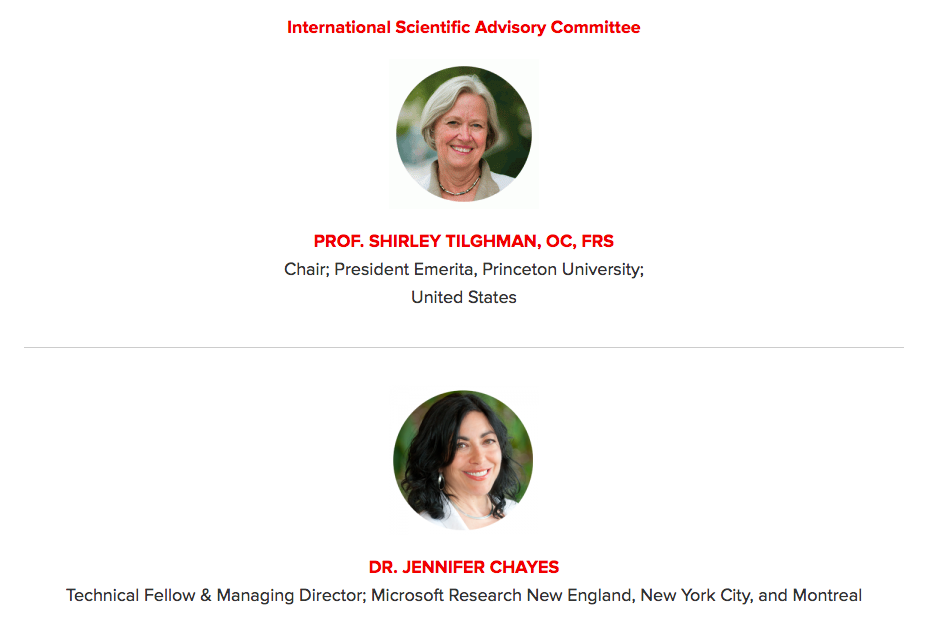 International Scientific Advisory Committee
PROF. SHIRLEY TILGHMAN, OC, FRS
Chair; President Emerita, Princeton University;
United States
DR. JENNIFER CHAYES
Technical Fellow & Managing Director; Microsoft Research New England, New York City, and Montreal